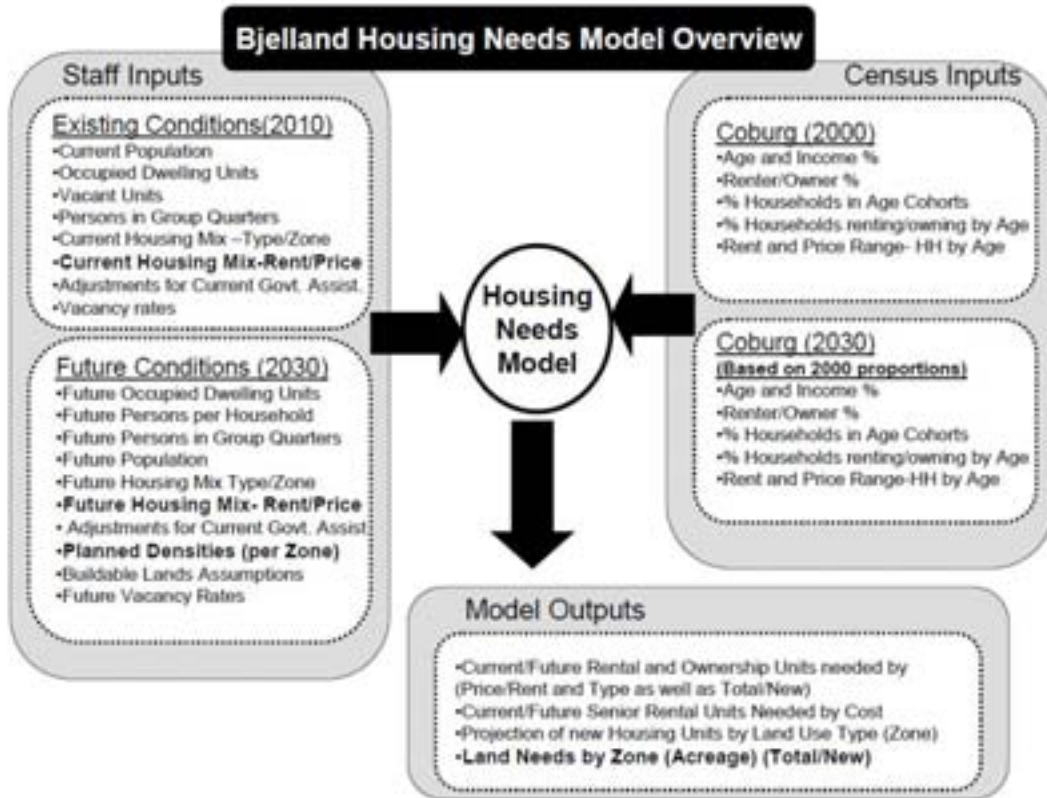 Bjelland Housing Needs Model Overview
Staff Inputs
Existing Conditions(2010)
•Current Population
•Occupied Dwelling Units
•Vacant Units
•Persons in Group Quarters
•Current Housing Mix –Type/Zone
•Current Housing Mix-Rent/Price
•Adjustments for Current Govt. Assist.
•Vacancy rates
Future Conditions (2030)
•Future Occupied Dwelling Units
•Future Persons per Household
•Future Persons in Group Quarters
•Future Population
•Future Housing Mix Type/Zone
•Future Housing Mix- Rent/Price
• Adjustments for Current Govt. Assist.
•Planned Densities (per Zone)
•Buildable Lands Assumptions
•Future Vacancy Rates
Housing
Needs
Model
Census Inputs
Coburg (2000)
•Age and Income %
•Renter/Owner %
•% Households in Age Cohorts
•% Households renting/owning by Age
•Rent and Price Range- HH by Age
Coburg (2030)
(Based on 2000 proportions)
•Age and Income %
•Renter/Owner %
•% Households in Age Cohorts
•% Households renting/owning by Age
•Rent and Price Range-HH by Age
Model Outputs
•Current/Future Rental and Ownership Units needed by
(Price/Rent and Type as well as Total/New)
•Current/Future Senior Rental Units Needed by Cost
•Projection of new Housing Units by Land Use Type (Zone)
•Land Needs by Zone (Acreage) (Total/New)